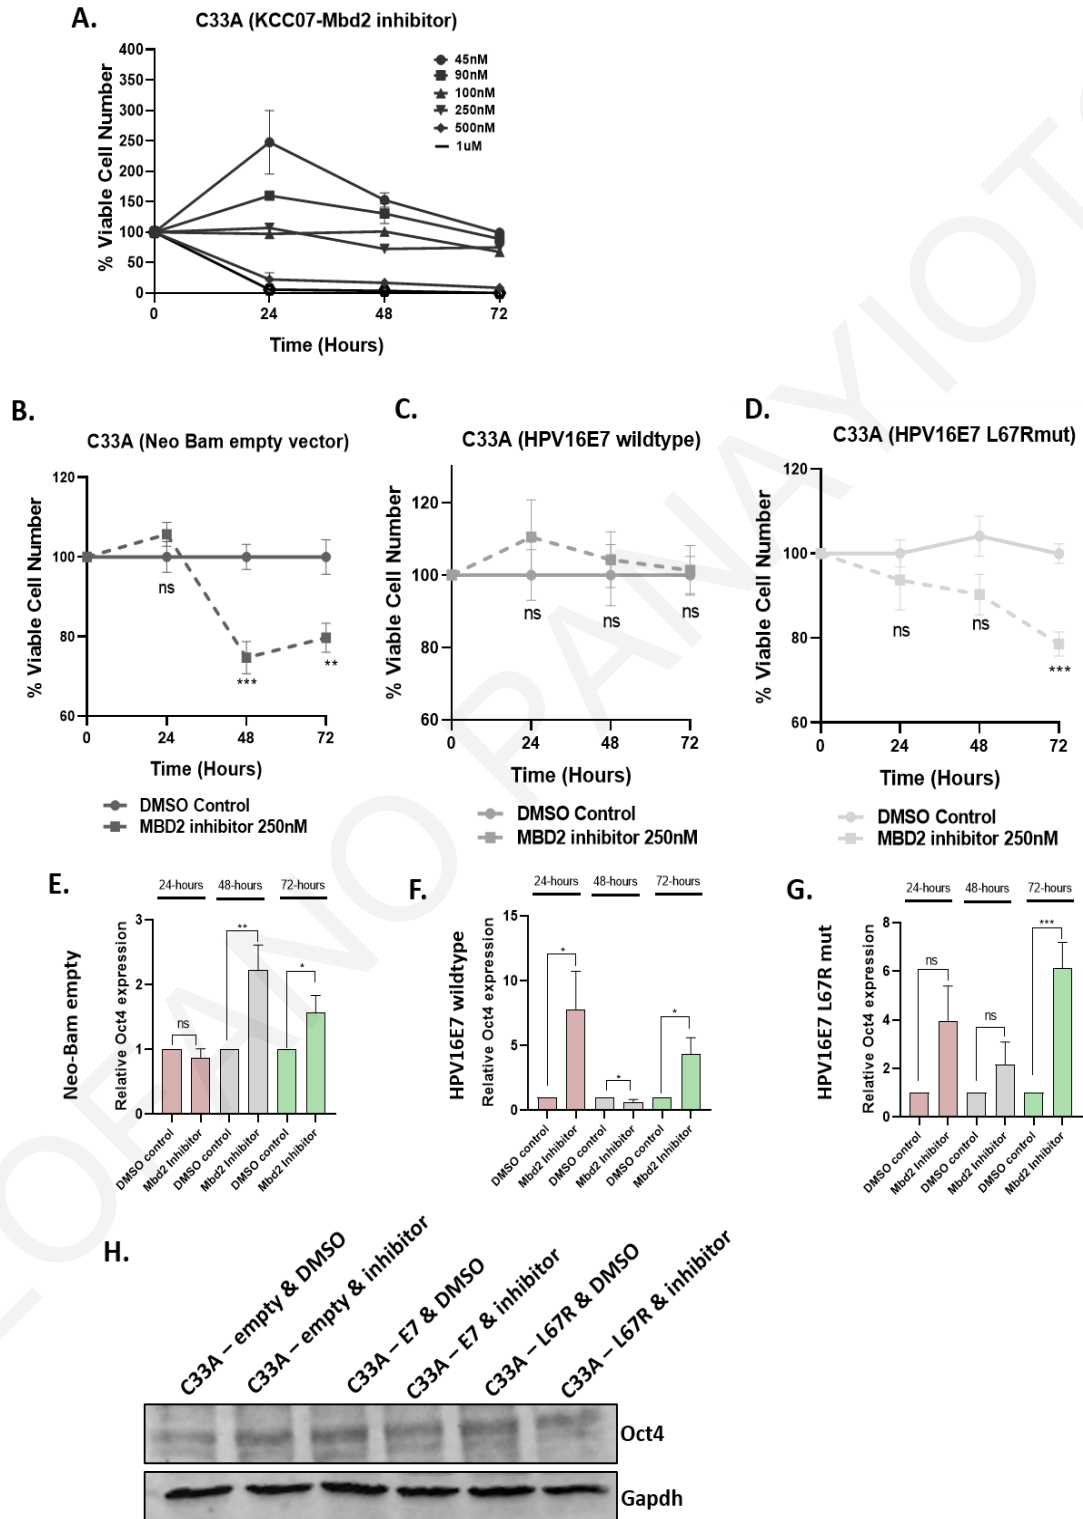 A.
C33A (KCC07-Mbd2 inhibitor)
% Viable Cell Number
400
350
300
250
200
150
100
50
0
0 24 48 72
Time (Hours)
45nM
90nM
100nM
250nM
500nM
1uM
B.
C33A (Neo Bam empty vector)
% Viable Cell Number
120
100
80
60
ns
***
**
0 24 48 72
Time (Hours)
DMSO Control
MBD2 inhibitor 250nM
C.
C33A (HPV16E7 wildtype)
% Viable Cell Number
120
100
80
60
ns ns ns
0 24 48 72
Time (Hours)
DMSO Control
MBD2 inhibitor 250nM
D.
C33A (HPV16E7 L67Rmut)
% Viable Cell Number
120
100
80
60
ns ns ***
0 24 48 72
Time (Hours)
DMSO Control
MBD2 inhibitor 250nM
E.
24-hours 48-hours 72-hours
Neo-Bam empty
Relative Oct4 expression
3
2
1
0
ns ** *
DMSO control
Mbd2 Inhibitor
DMSO control
Mbd2 Inhibitor
DMSO control
Mbd2 Inhibitor
F.
24-hours 48-hours 72-hours
HPV16E7 wildtype
Relative Oct4 expression
15
10
5
0
* * *
DMSO control
Mbd2 Inhibitor
DMSO control
Mbd2 Inhibitor
DMSO control
Mbd2 Inhibitor
G.
24-hours 48-hours 72-hours
HPV16E7 L67R mut
Relative Oct4 expression
8
6
4
2
0
ns ns ***
DMSO control
Mbd2 Inhibitor
DMSO control
Mbd2 Inhibitor
DMSO control
Mbd2 Inhibitor
H.
C33A – empty & DMSO
C33A – empty & inhibitor
C33A – E7 & DMSO
C33A – E7 & inhibitor
C33A – L67R & DMSO
C33A – L67R & inhibitor
Oct4
Gapdh